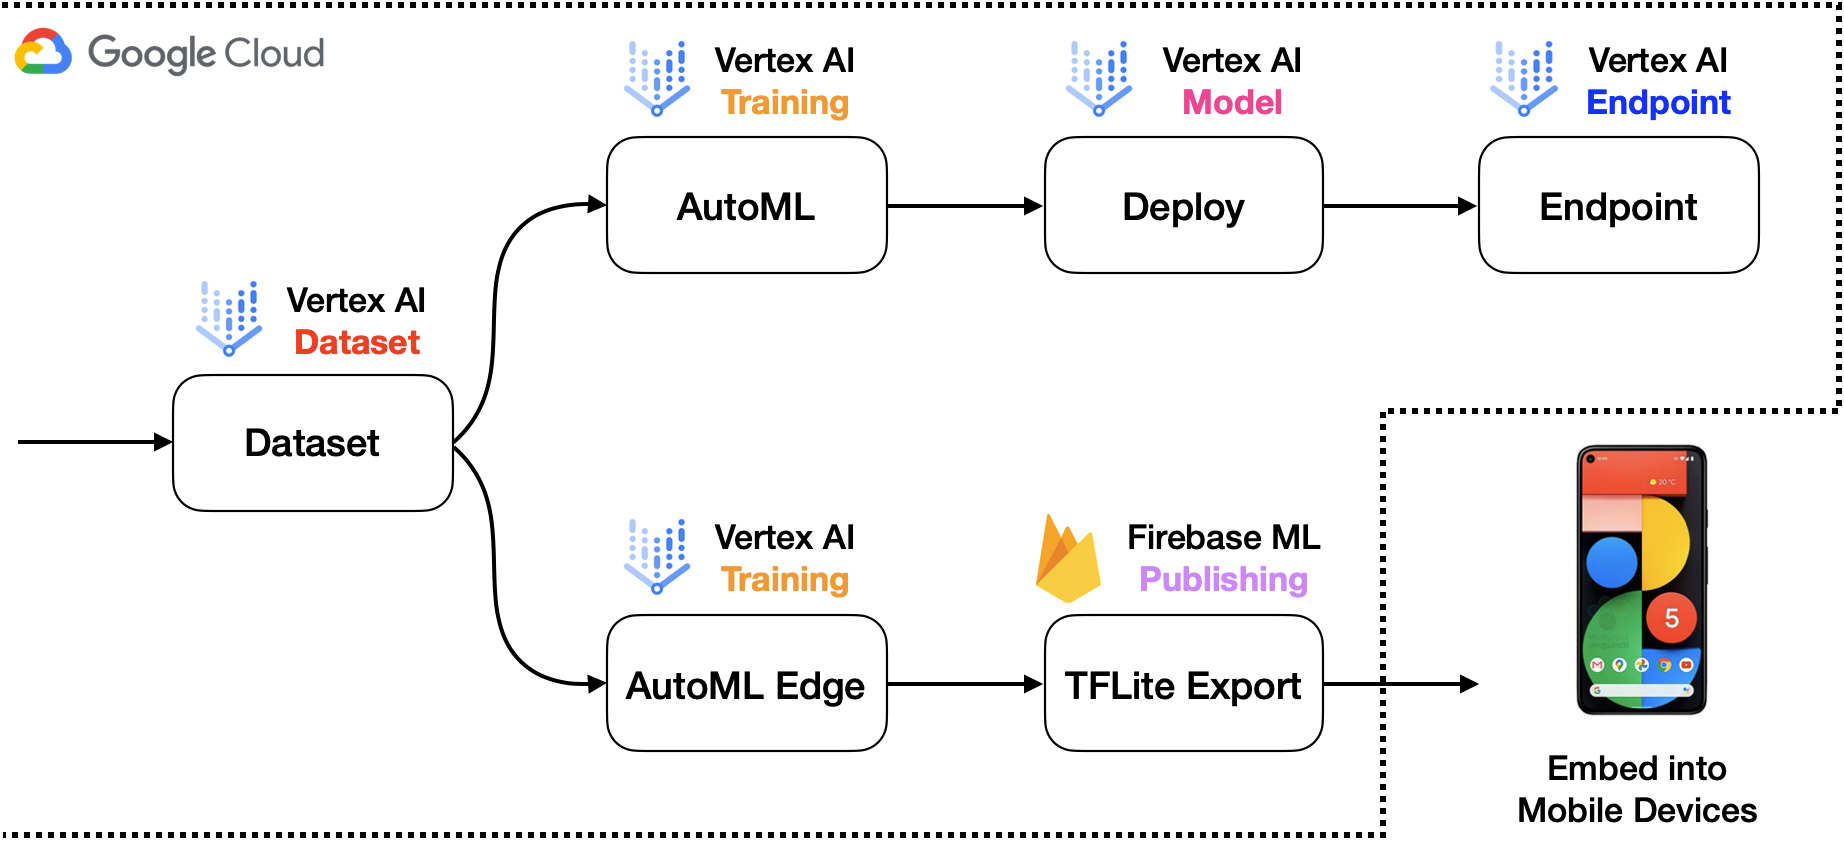 Google Cloud
Vertex AI
Training
AutoML
Vertex AI
Model
Deploy
Vertex AI
Endpoint
Endpoint
Vertex AI
Dataset
Dataset
Vertex AI
Training
AutoML Edge
Firebase ML
Publishing
TFLite Export
20 °C
5
Embed into
Mobile Devices